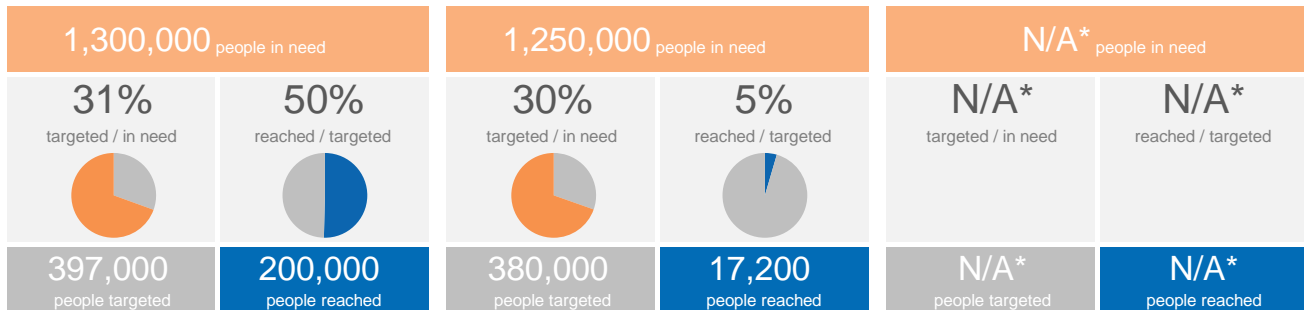 1,300,000 people in need
31%
targeted / in need
50%
reached / targeted
397,000
people targeted
200,000
people reached
1,250,000 people in need
30%
targeted / in need
5%
reached / targeted
380,000
people targeted
17,200
people reached
N/A* people in need
N/A*
targeted / in need
N/A*
reached / targeted
N/A*
people targeted
N/A*
people reached